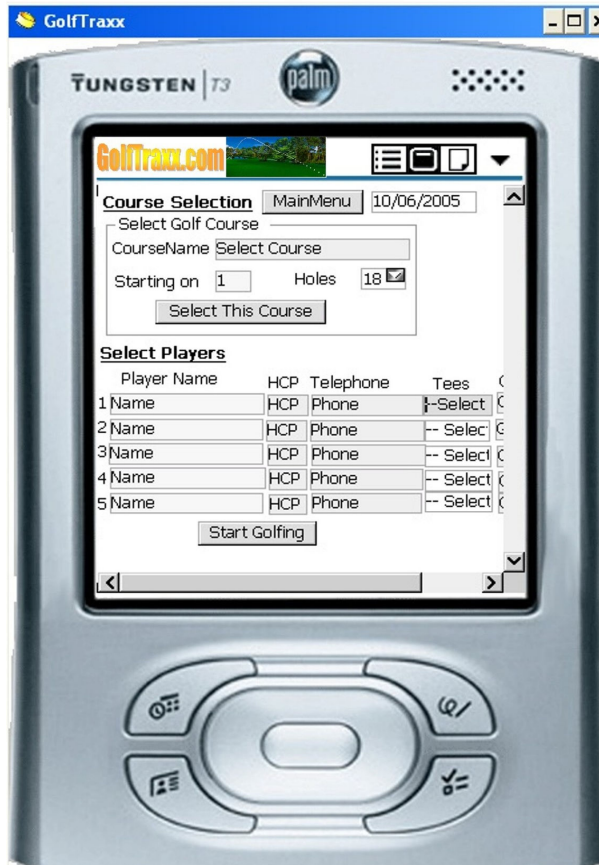 GolfTraxx
TUNGSTEN T3
palm
GolfTraxx.com
Course Selection MainMenu 10/06/2005
Select Golf Course
CourseName Select Course
Starting on 1 Holes 18
Select This Course
Select Players
Player Name HCP Telephone Tees
1 Name HCP Phone --Select
2 Name HCP Phone -- Selec
3 Name HCP Phone -- Select
4 Name HCP Phone -- Select
5 Name HCP Phone -- Select
Start Golfing